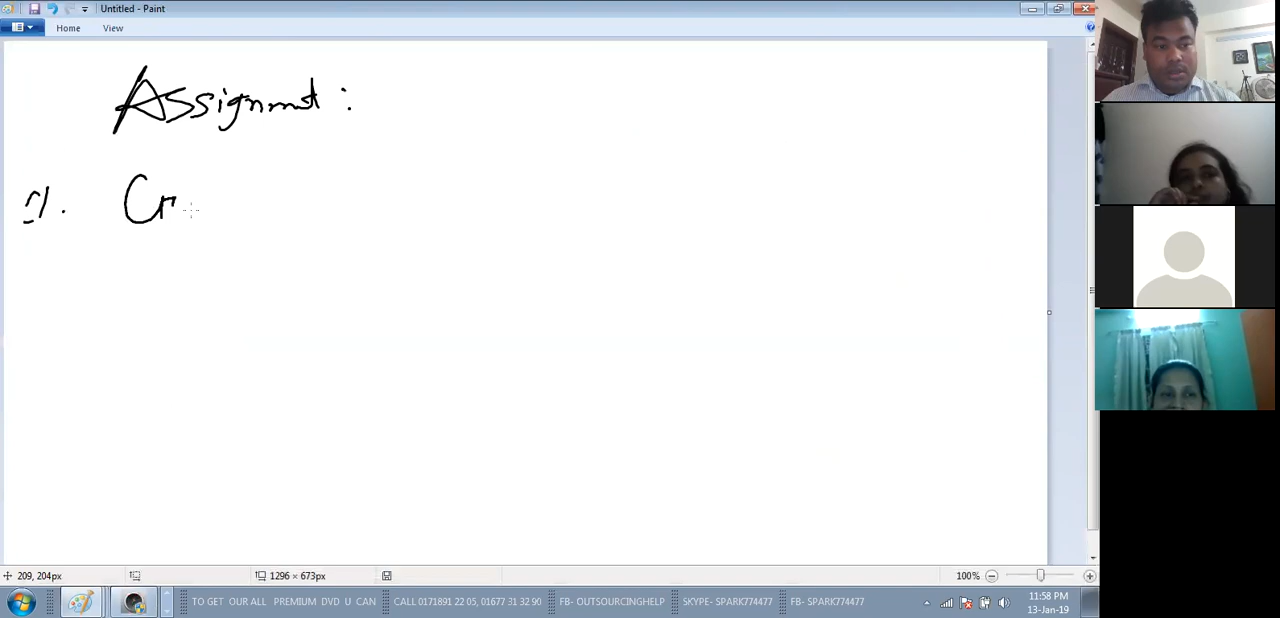 Untitled - Paint
Home View
Assignment :
Cr
209, 204px 1296 × 673px 100%
TO GET OUR ALL PREMIUM DVD U CAN CALL 0171891 22 05, 01677 31 32 90 FB- OUTSOURCINGHELP SKYPE- SPARK774477 FB- SPARK774477
11:58 PM
13-Jan-19